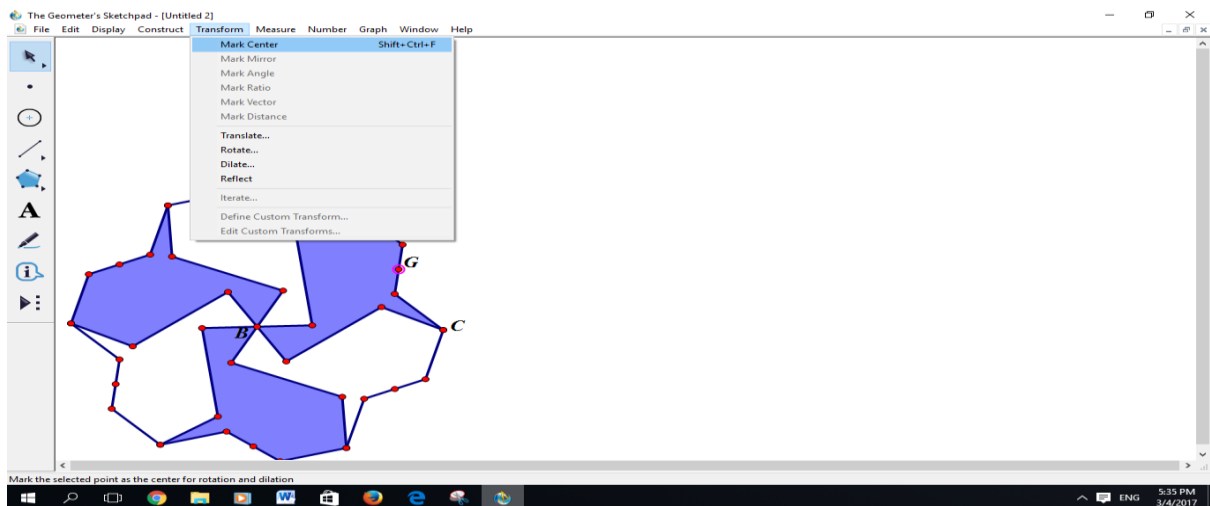 The Geometer's Sketchpad - [Untitled 2]
File Edit Display Construct Transform Measure Number Graph Window Help
Mark Center Shift+Ctrl+F
Mark Mirror
Mark Angle
Mark Ratio
Mark Vector
Mark Distance
Translate...
Rotate...
Dilate...
Reflect
Iterate...
Define Custom Transform...
Edit Custom Transforms...
A
G
B
C
Mark the selected point as the center for rotation and dilation
ENG
5:35 PM
3/4/2017